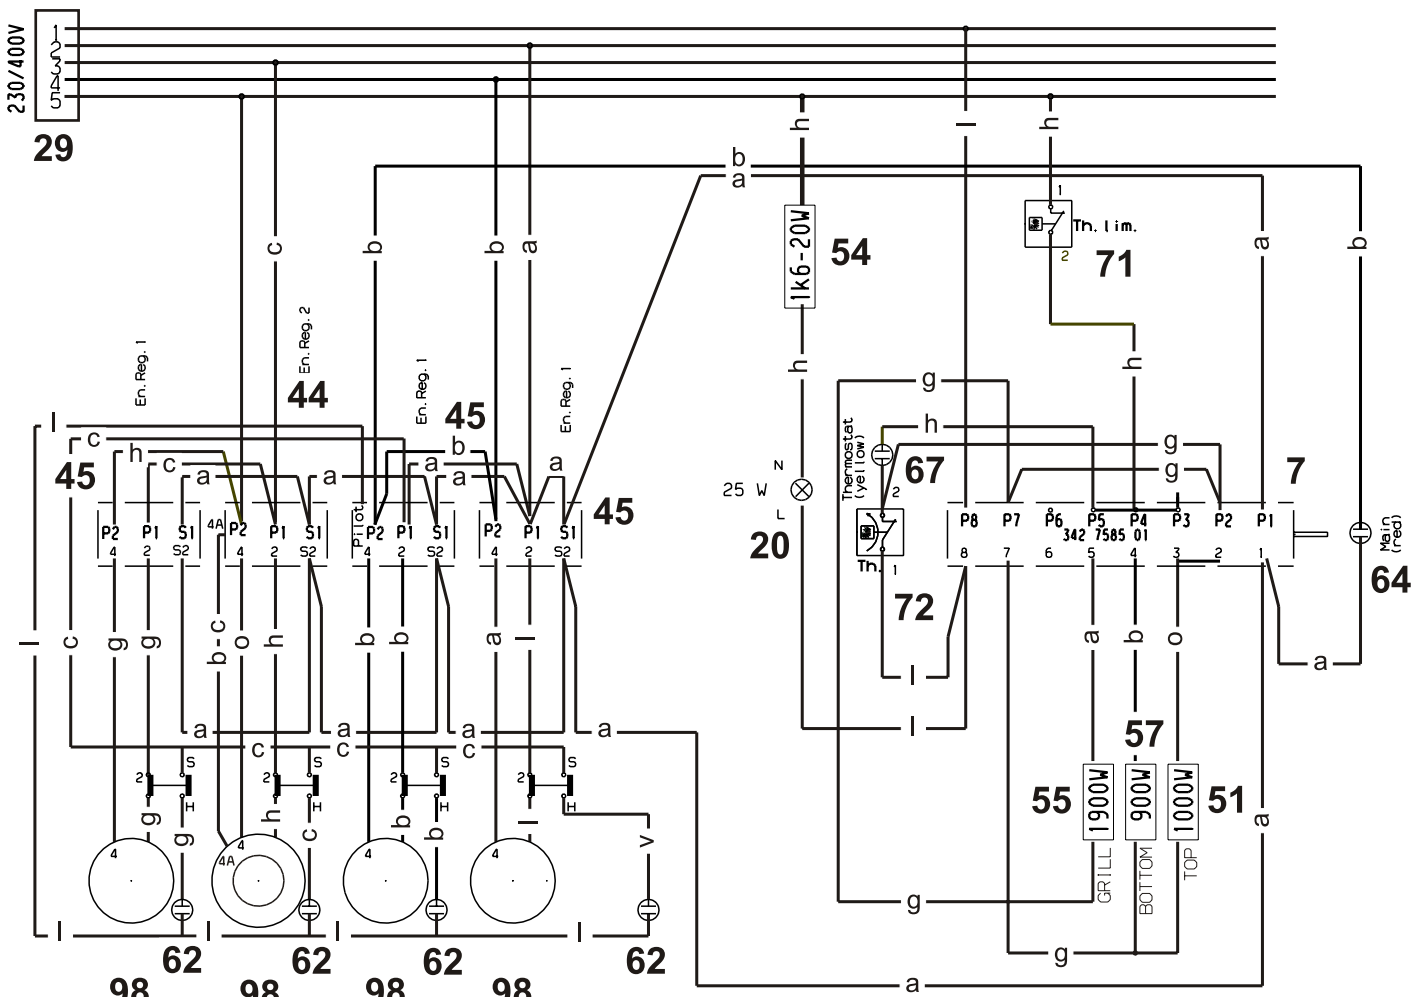 230/400V
1
2
3
4
5
29
h
l
h
b
a
1
Th. lim.
2
71
1k6-20W
54
c
b
b
a
a
b
En.Reg. 1
En.Reg. 2
44
En.Reg. 1
45
En.Reg. 1
h
h
g
l
c
h
c
a
a
b
a
a
a
45
45
N
25 W
L
20
Thermostat
(yellow)
h
67
2
g
g
7
P2 P1 S1
4 2 S2
4A
P2 P1 S1
4 2 S2
Pilot
P2 P1 S1
4 2 S2
P2 P1 S1
4 2 S2
Th. 1
72
P8 P7 P6 P5 P4 P3 P2 P1
342 7585 01
8 7 6 5 4 3 2 1
Main
(red)
64
l
c
g
g
b-c
o
h
b
b
a
l
a
b
o
a
l
l
a
a
a
a
c
c
c
57
2 S
H
2 S
H
2 S
H
2 S
H
g
g
h
c
b
b
l
v
55
1900W
900W
1000W
51
a
GRILL
BOTTOM
TOP
4
4A
4
4
4
g
l
l
l
l
62
62
62
62
g
98
98
98
98
a